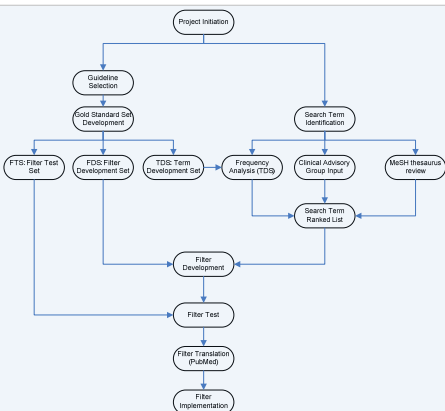 Project Initiation
Guideline
Selection
Gold Standard Set
Development
Search Term
Identification
FTS: Filter Test
Set
FDS: Filter
Development Set
TDS: Term
Development Set
Frequency
Analysis (TDS)
Clinical Advisory
Group Input
MeSH thesaurus
review
Search Term
Ranked List
Filter
Development
Filter Test
Filter Translation
(PubMed)
Filter
Implementation